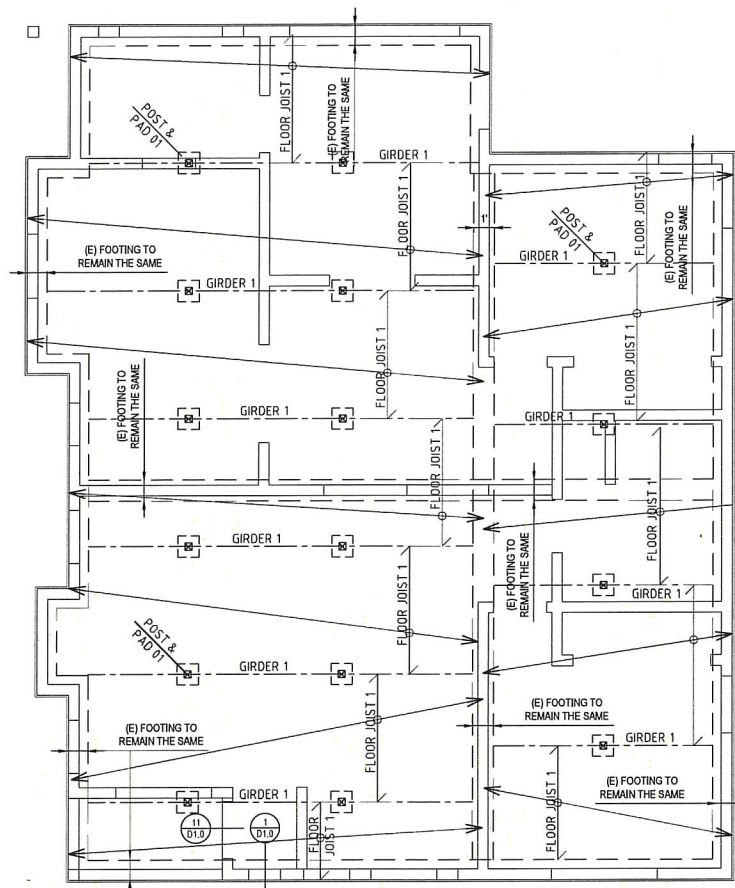 POST &
PAD 01
FLOOR JOIST 1
(E) FOOTING TO
REMAIN THE SAME
GIRDER 1
FLOOR JOIST 1
1'
FLOOR JOIST 1
(E) FOOTING TO
REMAIN THE SAME
POST &
PAD 01
(E) FOOTING TO
REMAIN THE SAME
GIRDER 1
GIRDER 1
FLOOR JOIST 1
FLOOR JOIST 1
(E) FOOTING TO
REMAIN THE SAME
GIRDER 1
GIRDER 1
FLOOR JOIST 1
FLOOR JOIST 1
GIRDER 1
(E) FOOTING TO
REMAIN THE SAME
FLOOR JOIST 1
GIRDER 1
POST &
PAD 01
GIRDER 1
FLOOR JOIST 1
(E) FOOTING TO
REMAIN THE SAME
(E) FOOTING TO
REMAIN THE SAME
GIRDER 1
GIRDER 1
FLOOR JOIST 1
(E) FOOTING TO
REMAIN THE SAME
11
D1.0
1
D1.0
FLOOR
JOIST 1